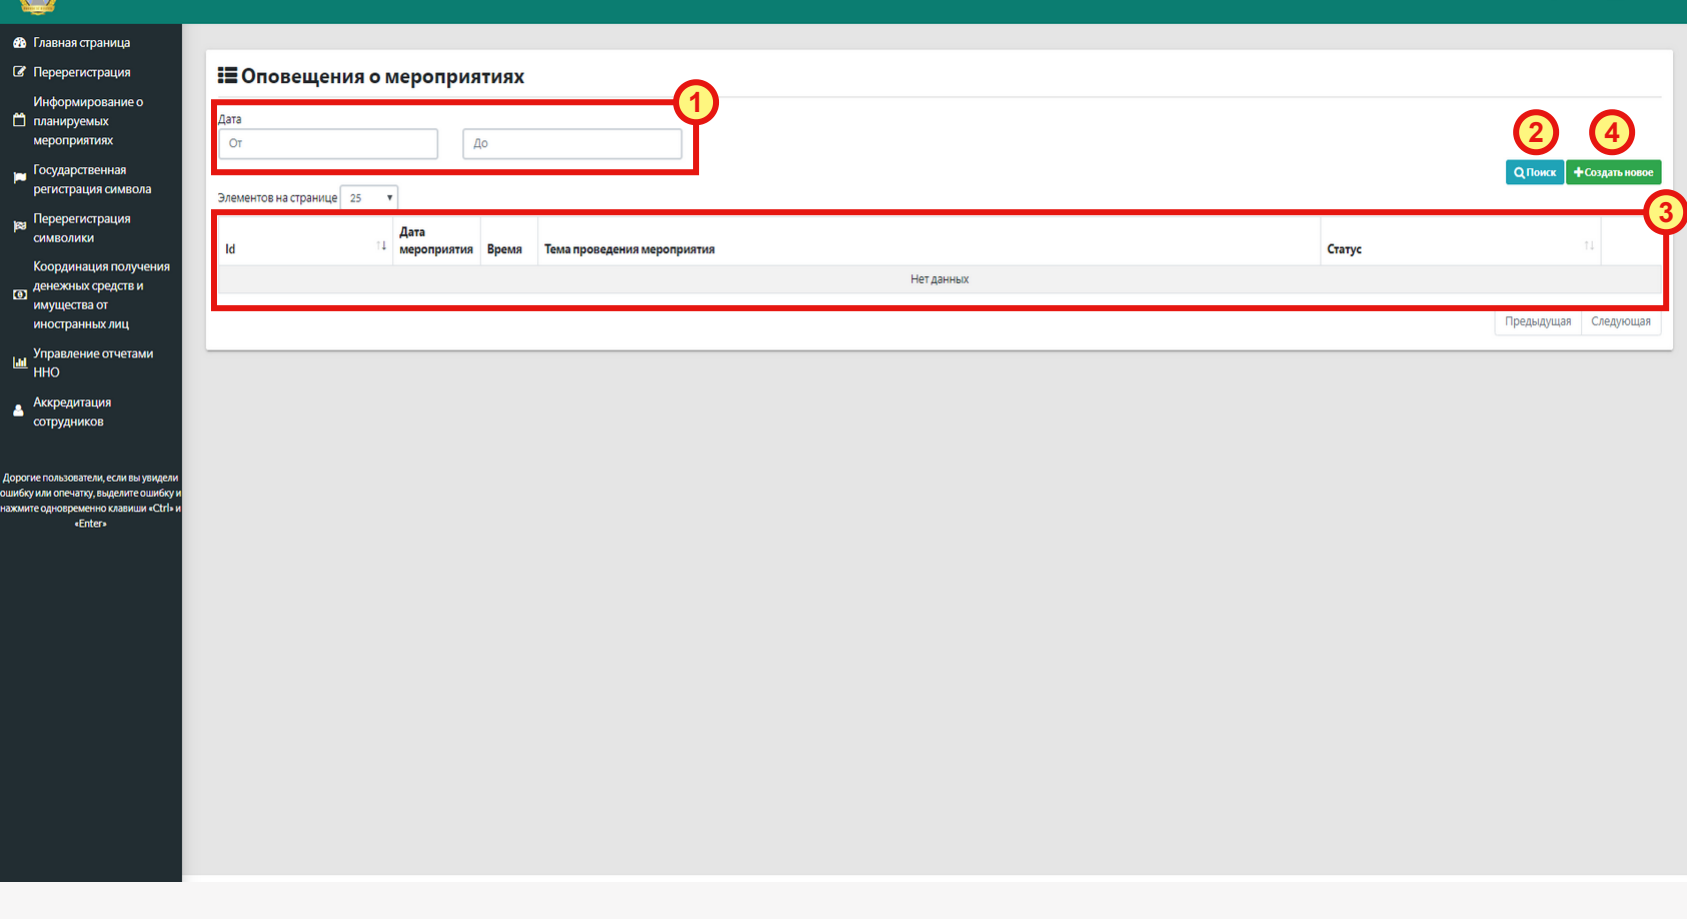 Главная страница
Перерегистрация
Информирование о
планируемых
мероприятиях
Государственная
регистрация символа
Перерегистрация
символики
Координация получения
денежных средств и
имущества от
иностранных лиц
Управление отчетами
ННО
Аккредитация
сотрудников
Дорогие пользователи, если вы увидели
ошибку или опечатку, выделите ошибку и
нажмите одновременно клавиши «Ctrl» и
«Enter»
Оповещения о мероприятиях
1
Дата
От До
2 4
Поиск Создать новое
Элементов на странице 25
3
Id Дата мероприятия Время Тема проведения мероприятия Статус
Нет данных
Предыдущая Следующая